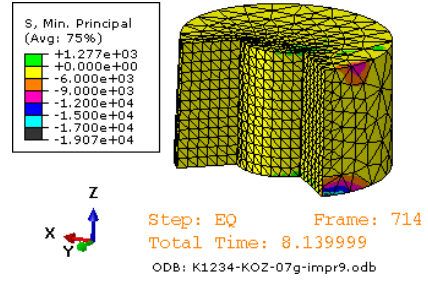 S, Min. Principal
(Avg: 75%)
+1.277e+03
+0.000e+00
-6.000e+03
-9.000e+03
-1.200e+04
-1.500e+04
-1.700e+04
-1.907e+04
Z
X
Y
Step: EQ Frame: 714
Total Time: 8.139999
ODB: K1234-KOZ-07g-impr9.odb